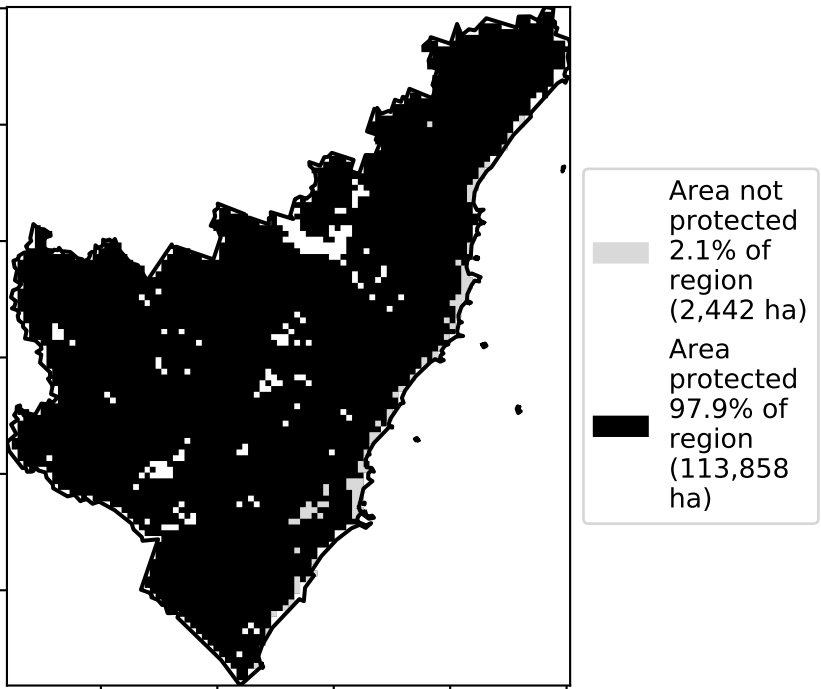 Area not
protected
2.1% of
region
(2,442 ha)
Area
protected
97.9% of
region
(113,858
ha)